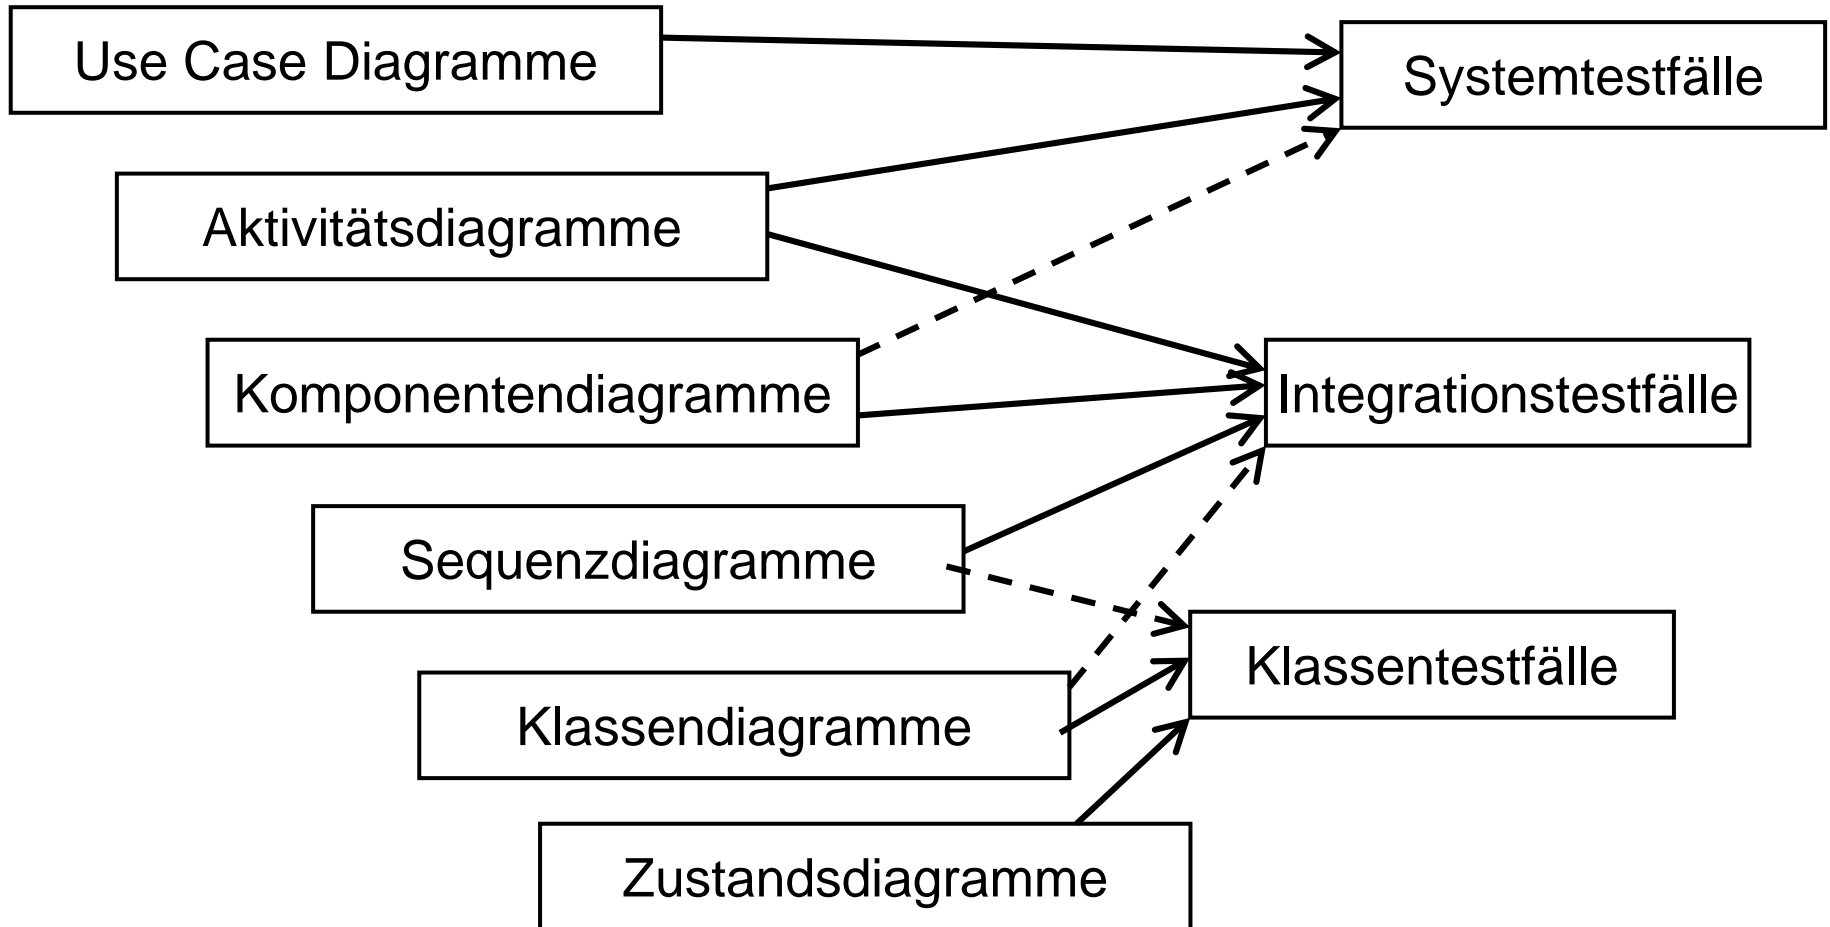 Use Case Diagramme
Systemtestfälle
Aktivitätsdiagramme
Komponentendiagramme
Integrationstestfälle
Sequenzdiagramme
Klassentestfälle
Klassendiagramme
Zustandsdiagramme